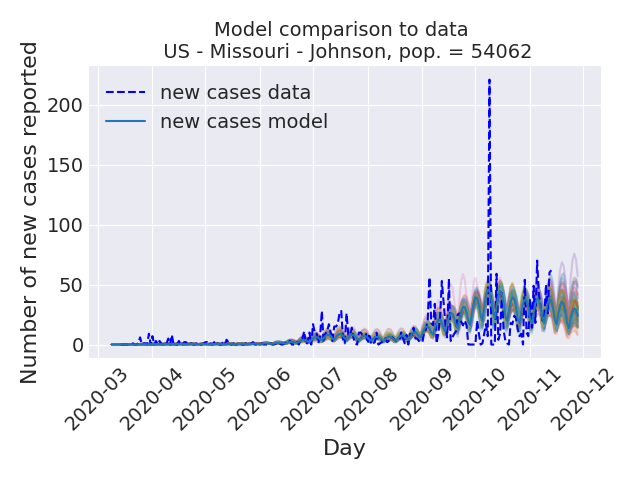 Model comparison to data
US - Missouri - Johnson, pop. = 54062
Number of new cases reported
200
150
100
50
0
new cases data
new cases model
2020-03
2020-04
2020-05
2020-06
2020-07
2020-08
2020-09
2020-10
2020-11
2020-12
Day